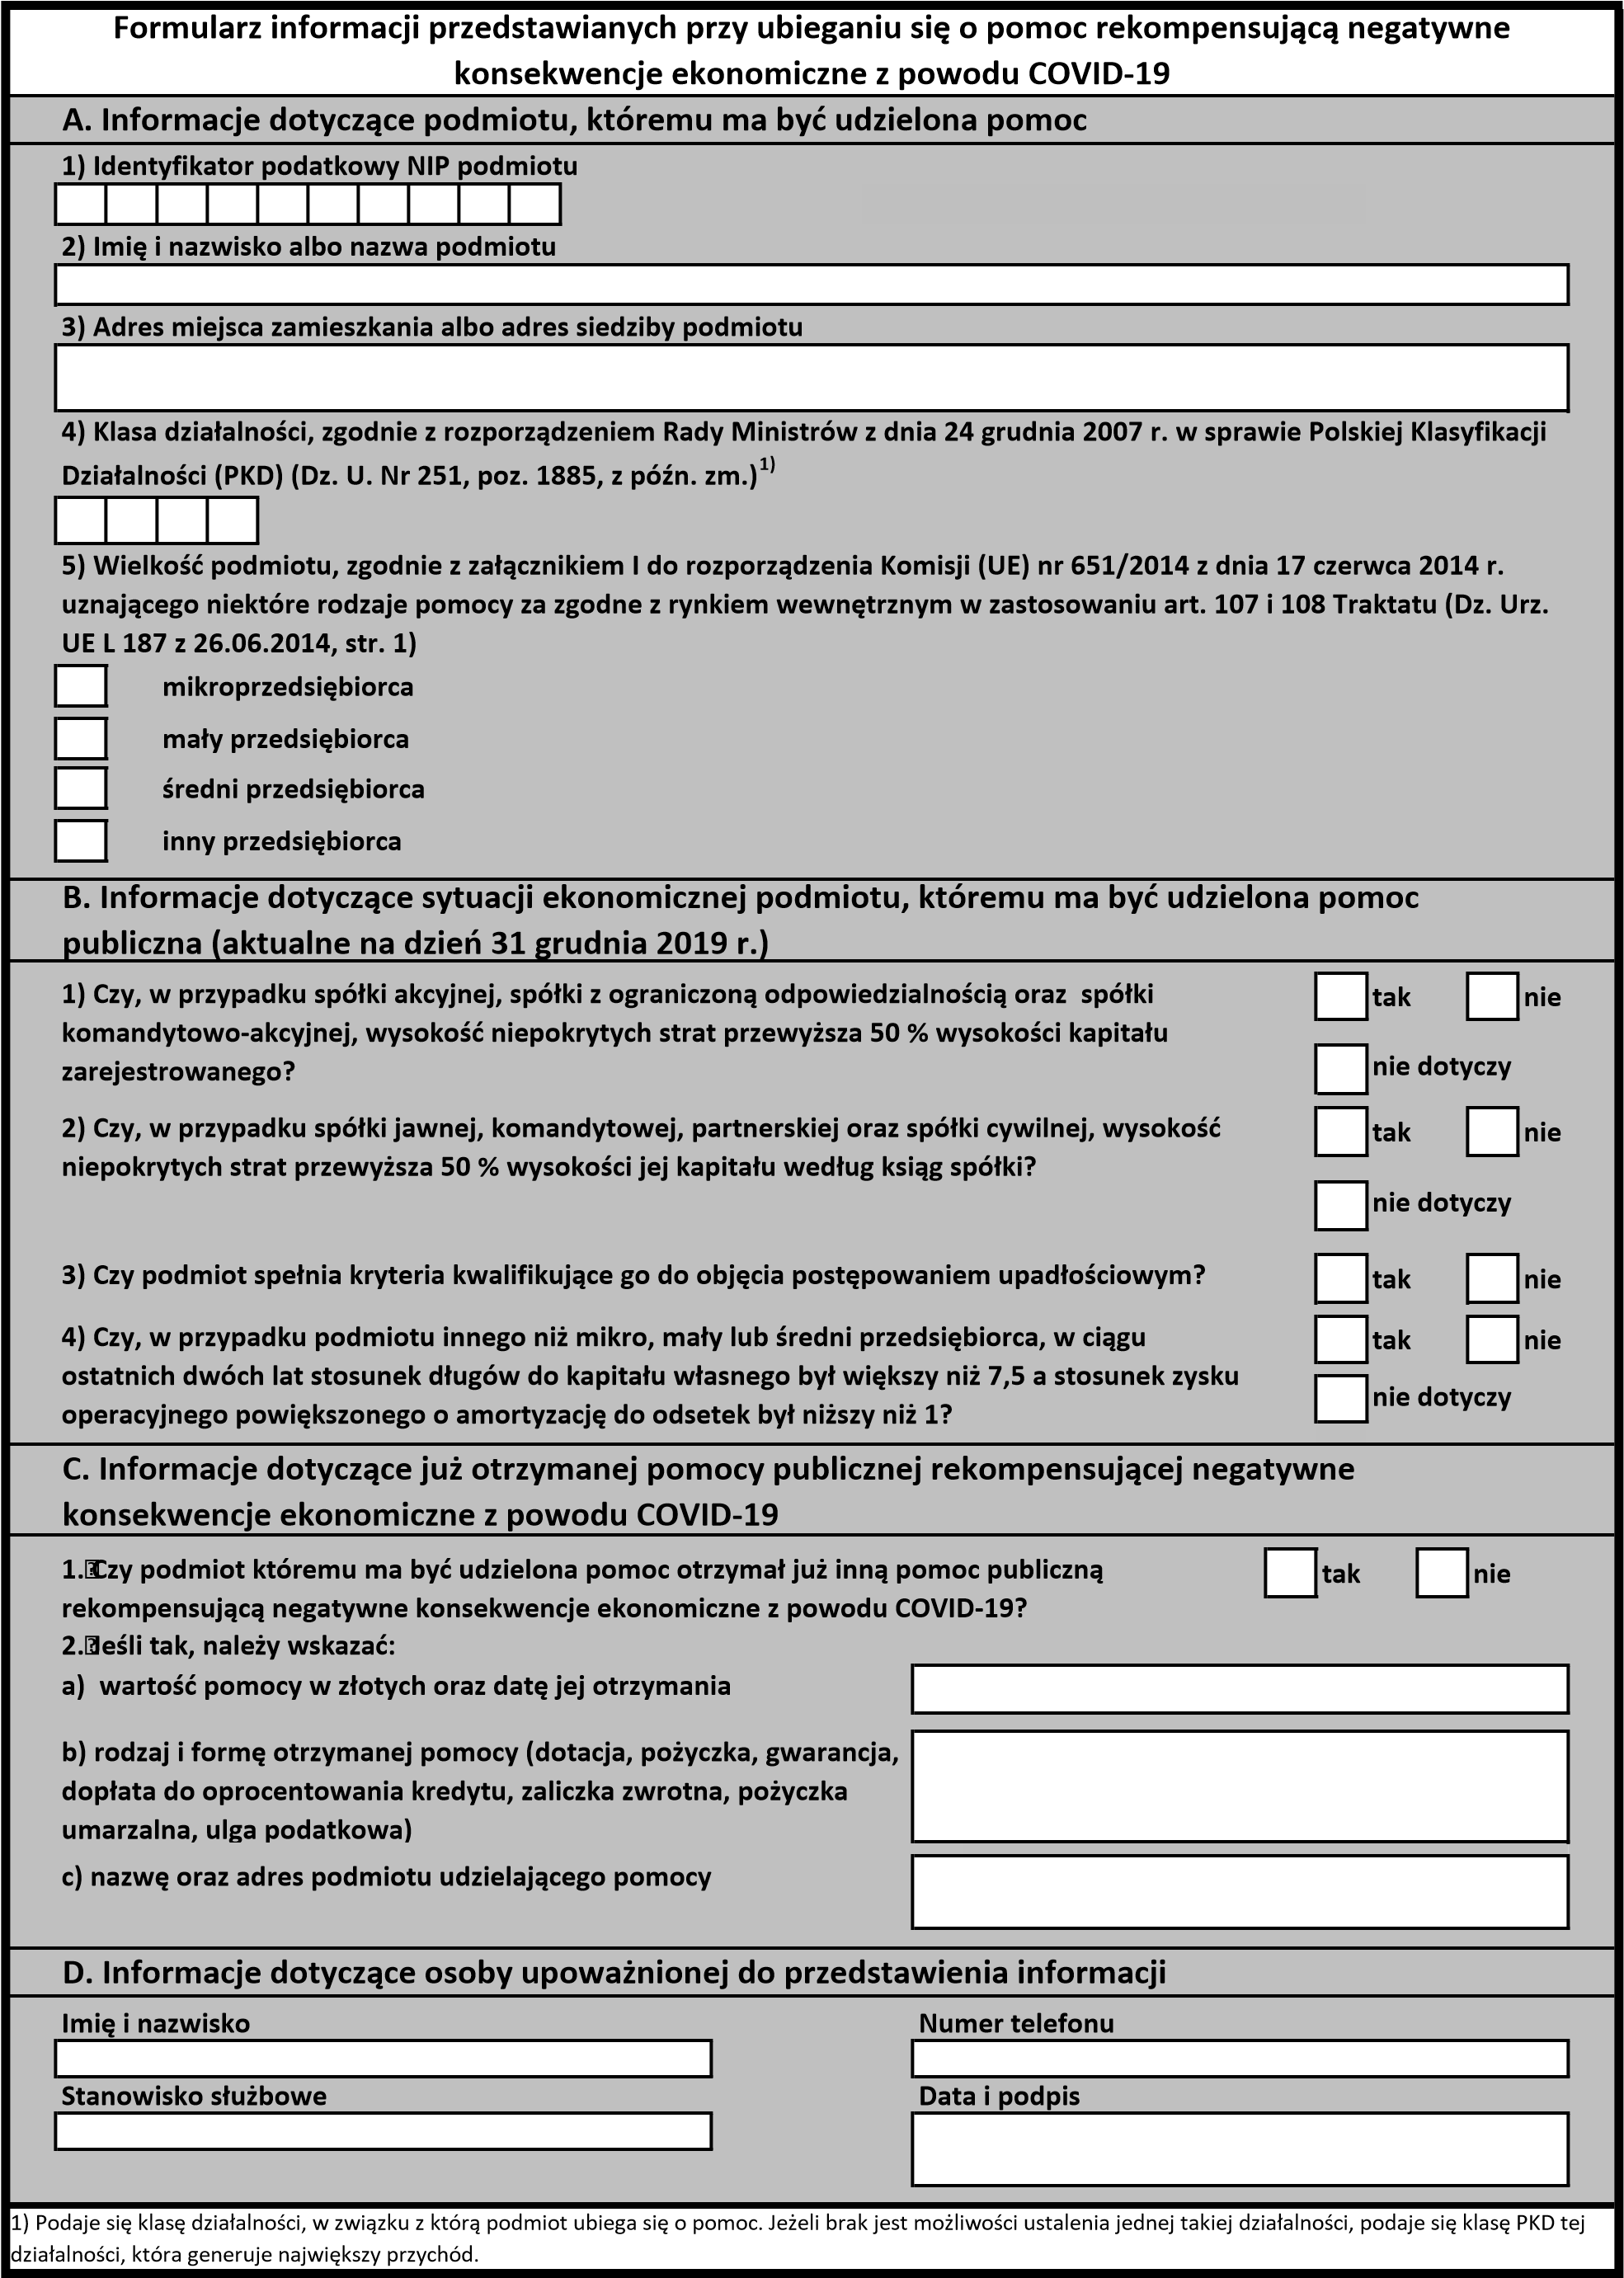 Formularz informacji przedstawianych przy ubieganiu się o pomoc rekompensującą negatywne
konsekwencje ekonomiczne z powodu COVID-19
A. Informacje dotyczące podmiotu, któremu ma być udzielona pomoc
1) Identyfikator podatkowy NIP podmiotu
2) Imię i nazwisko albo nazwa podmiotu
3) Adres miejsca zamieszkania albo adres siedziby podmiotu
4) Klasa działalności, zgodnie z rozporządzeniem Rady Ministrów z dnia 24 grudnia 2007 r. w sprawie Polskiej Klasyfikacji
Działalności (PKD) (Dz. U. Nr 251, poz. 1885, z późn. zm.)1)
5) Wielkość podmiotu, zgodnie z załącznikiem I do rozporządzenia Komisji (UE) nr 651/2014 z dnia 17 czerwca 2014 r.
uznającego niektóre rodzaje pomocy za zgodne z rynkiem wewnętrznym w zastosowaniu art. 107 i 108 Traktatu (Dz. Urz.
UE L 187 z 26.06.2014, str. 1)
mikroprzedsiębiorca
mały przedsiębiorca
średni przedsiębiorca
inny przedsiębiorca
B. Informacje dotyczące sytuacji ekonomicznej podmiotu, któremu ma być udzielona pomoc
publiczna (aktualne na dzień 31 grudnia 2019 r.)
1) Czy, w przypadku spółki akcyjnej, spółki z ograniczoną odpowiedzialnością oraz spółki
komandytowo-akcyjnej, wysokość niepokrytych strat przewyższa 50 % wysokości kapitału
zarejestrowanego?
tak nie
nie dotyczy
2) Czy, w przypadku spółki jawnej, komandytowej, partnerskiej oraz spółki cywilnej, wysokość
niepokrytych strat przewyższa 50 % wysokości jej kapitału według ksiąg spółki?
tak nie
nie dotyczy
3) Czy podmiot spełnia kryteria kwalifikujące go do objęcia postępowaniem upadłościowym?
tak nie
4) Czy, w przypadku podmiotu innego niż mikro, mały lub średni przedsiębiorca, w ciągu
ostatnich dwóch lat stosunek długów do kapitału własnego był większy niż 7,5 a stosunek zysku
operacyjnego powiększonego o amortyzację do odsetek był niższy niż 1?
tak nie
nie dotyczy
C. Informacje dotyczące już otrzymanej pomocy publicznej rekompensującej negatywne
konsekwencje ekonomiczne z powodu COVID-19
1. Czy podmiot któremu ma być udzielona pomoc otrzymał już inną pomoc publiczną
rekompensującą negatywne konsekwencje ekonomiczne z powodu COVID-19?
tak nie
2. Jeśli tak, należy wskazać:
a) wartość pomocy w złotych oraz datę jej otrzymania
b) rodzaj i formę otrzymanej pomocy (dotacja, pożyczka, gwarancja,
dopłata do oprocentowania kredytu, zaliczka zwrotna, pożyczka
umarzalna, ulga podatkowa)
c) nazwę oraz adres podmiotu udzielającego pomocy
D. Informacje dotyczące osoby upoważnionej do przedstawienia informacji
Imię i nazwisko
Numer telefonu
Stanowisko służbowe
Data i podpis
1) Podaje się klasę działalności, w związku z którą podmiot ubiega się o pomoc. Jeżeli brak jest możliwości ustalenia jednej takiej działalności, podaje się klasę PKD tej
działalności, która generuje największy przychód.